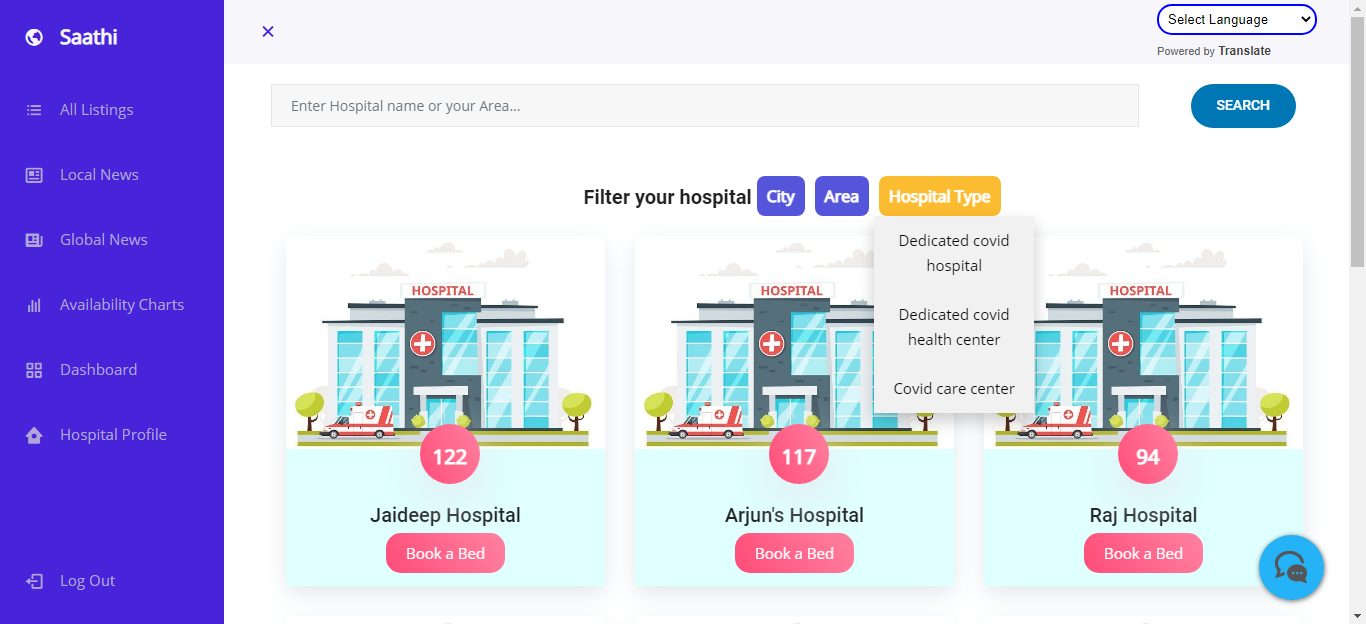 Saathi
All Listings
Local News
Global News
Availability Charts
Dashboard
Hospital Profile
Log Out
Select Language
Powered by Translate
Enter Hospital name or your Area...
SEARCH
Filter your hospital City Area Hospital Type
Dedicated covid
hospital
Dedicated covid
health center
Covid care center
HOSPITAL
122
Jaideep Hospital
Book a Bed
HOSPITAL
117
Arjun's Hospital
Book a Bed
HOSPITAL
94
Raj Hospital
Book a Bed